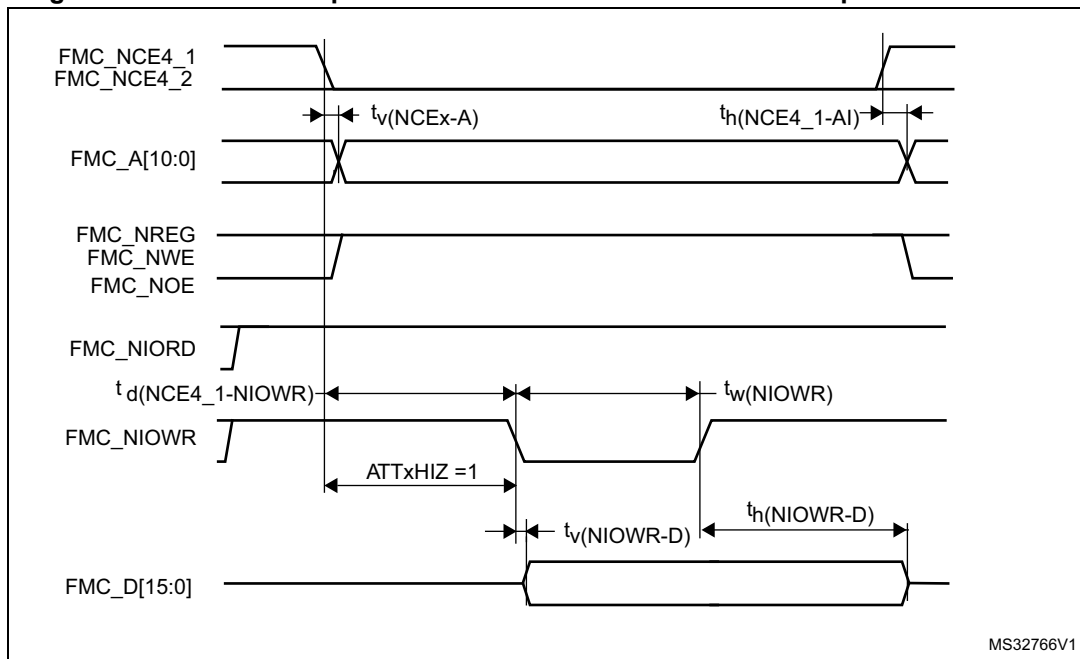 FMC_NCE4_1
FMC_NCE4_2
tv(NCEx-A)
th(NCE4_1-AI)
FMC_A[10:0]
FMC_NREG
FMC_NWE
FMC_NOE
FMC_NIORD
t d(NCE4_1-NIOWR)
tw(NIOWR)
FMC_NIOWR
ATTxHIZ =1
th(NIOWR-D)
tv(NIOWR-D)
FMC_D[15:0]
MS32766V1